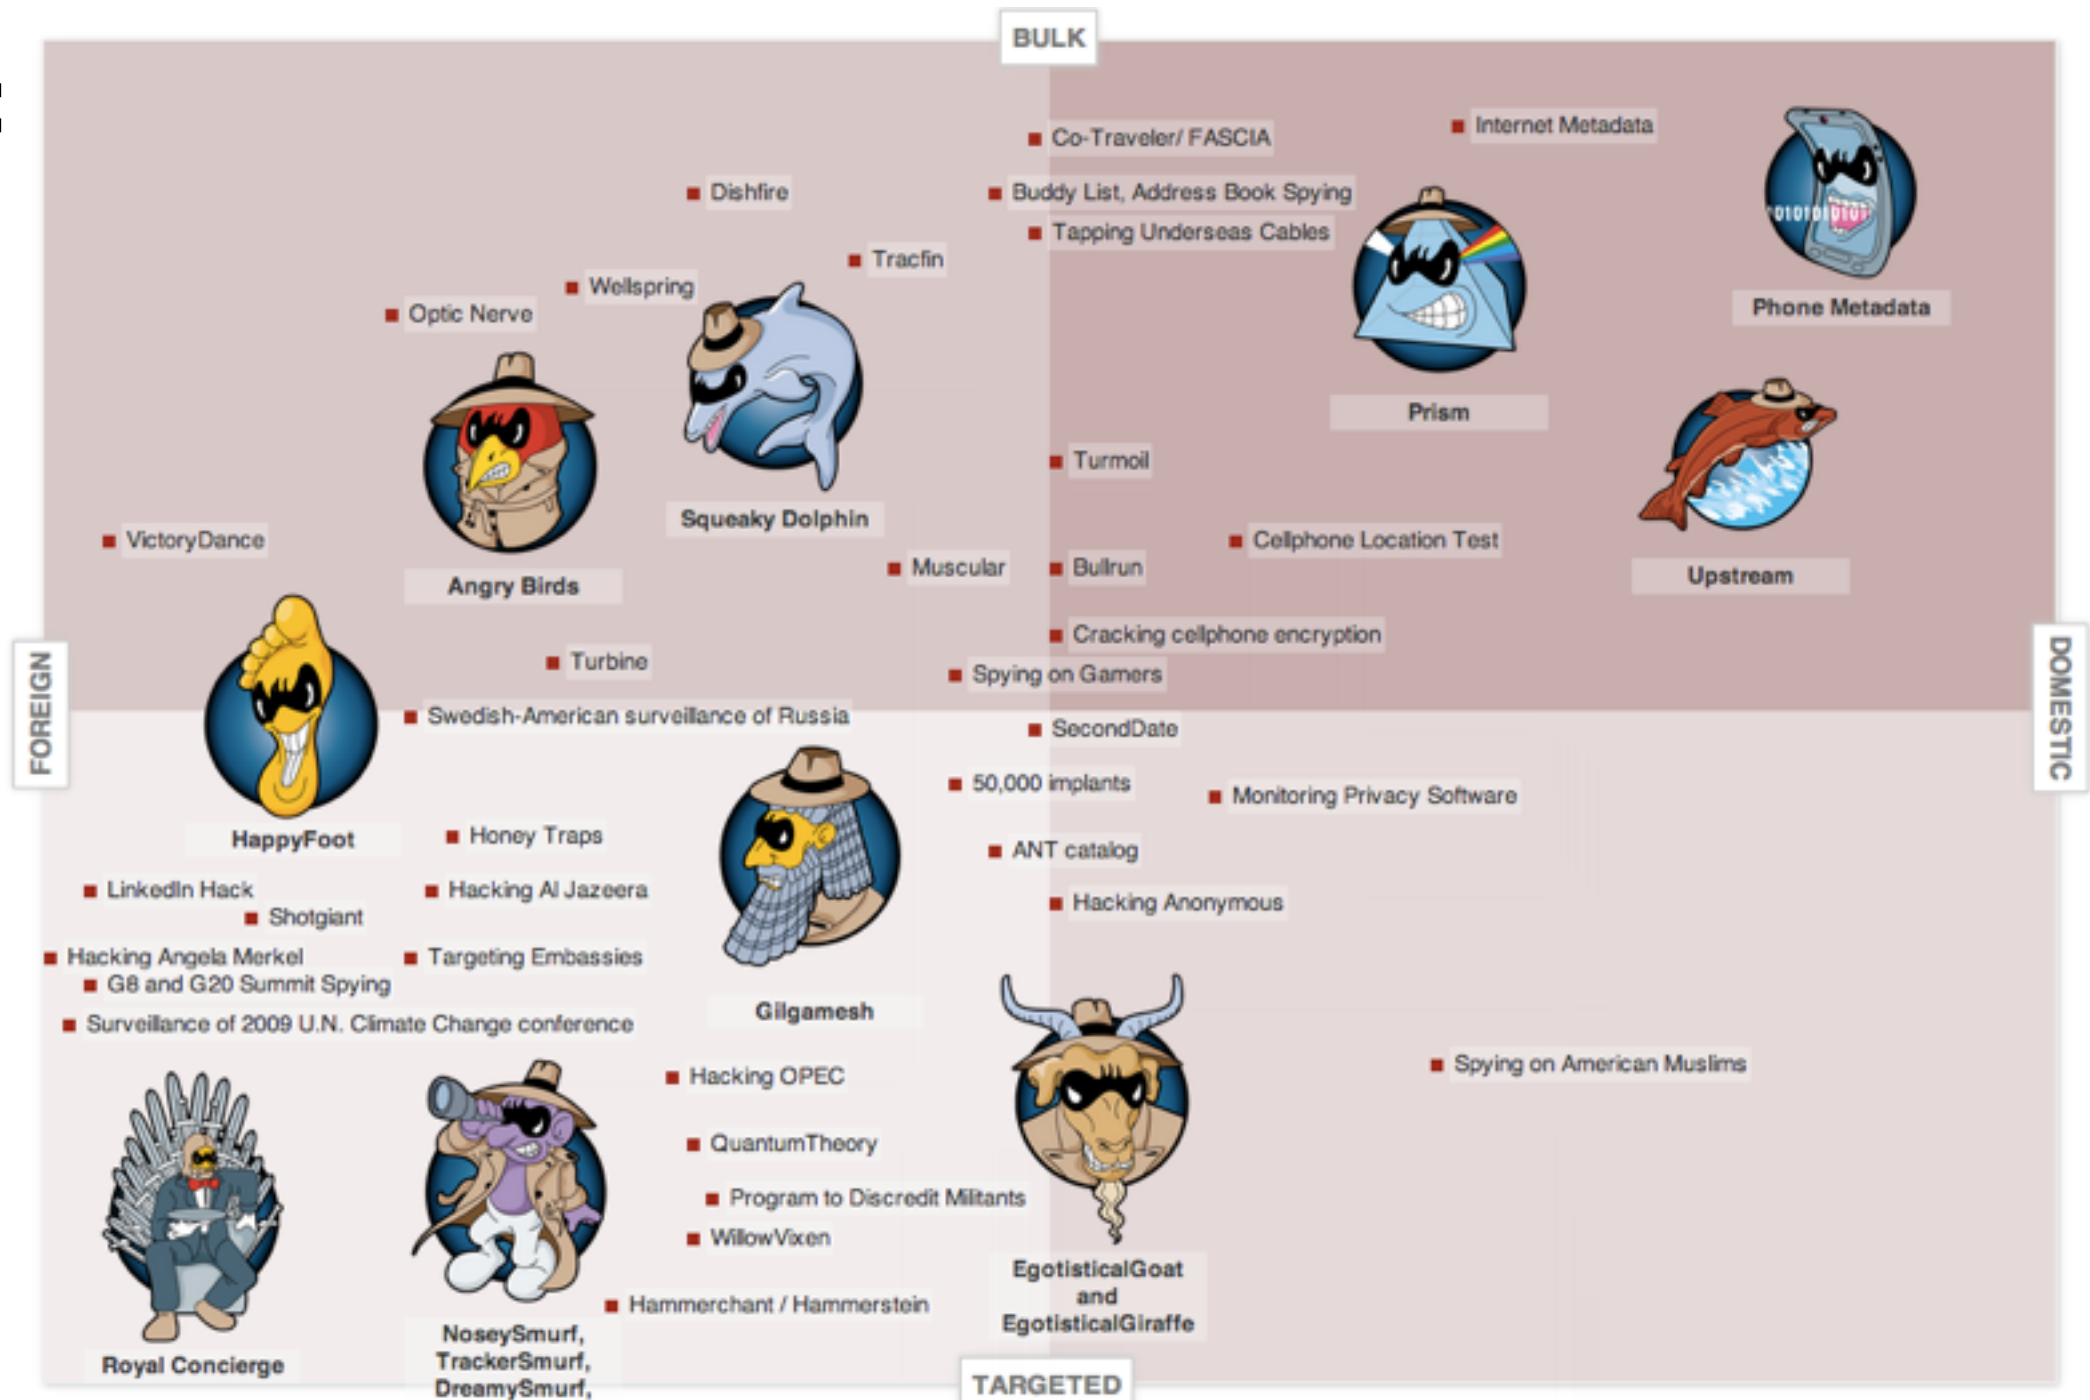 BULK
Co-Traveler/ FASCIA
Internet Metadata
Dishfire
Buddy List, Address Book Spying
0101010101
Tapping Underseas Cables
Tracfin
Wellspring
Phone Metadata
Optic Nerve
Prism
Turmoil
Squeaky Dolphin
VictoryDance
Cellphone Location Test
Muscular
Bullrun
Upstream
Angry Birds
Cracking cellphone encryption
Turbine
Spying on Gamers
FOREIGN
DOMESTIC
Swedish-American surveillance of Russia
SecondDate
50,000 implants
Monitoring Privacy Software
HappyFoot
Honey Traps
ANT catalog
LinkedIn Hack
Hacking Al Jazeera
Hacking Anonymous
Shotgiant
Hacking Angela Merkel
Targeting Embassies
G8 and G20 Summit Spying
Gilgamesh
Surveillance of 2009 U.N. Climate Change conference
Spying on American Muslims
Hacking OPEC
QuantumTheory
Program to Discredit Militants
WillowVixen
EgotisticalGoat
and
EgotisticalGiraffe
Hammerchant / Hammerstein
NoseySmurf,
TrackerSmurf,
DreamySmurf,
Royal Concierge
TARGETED